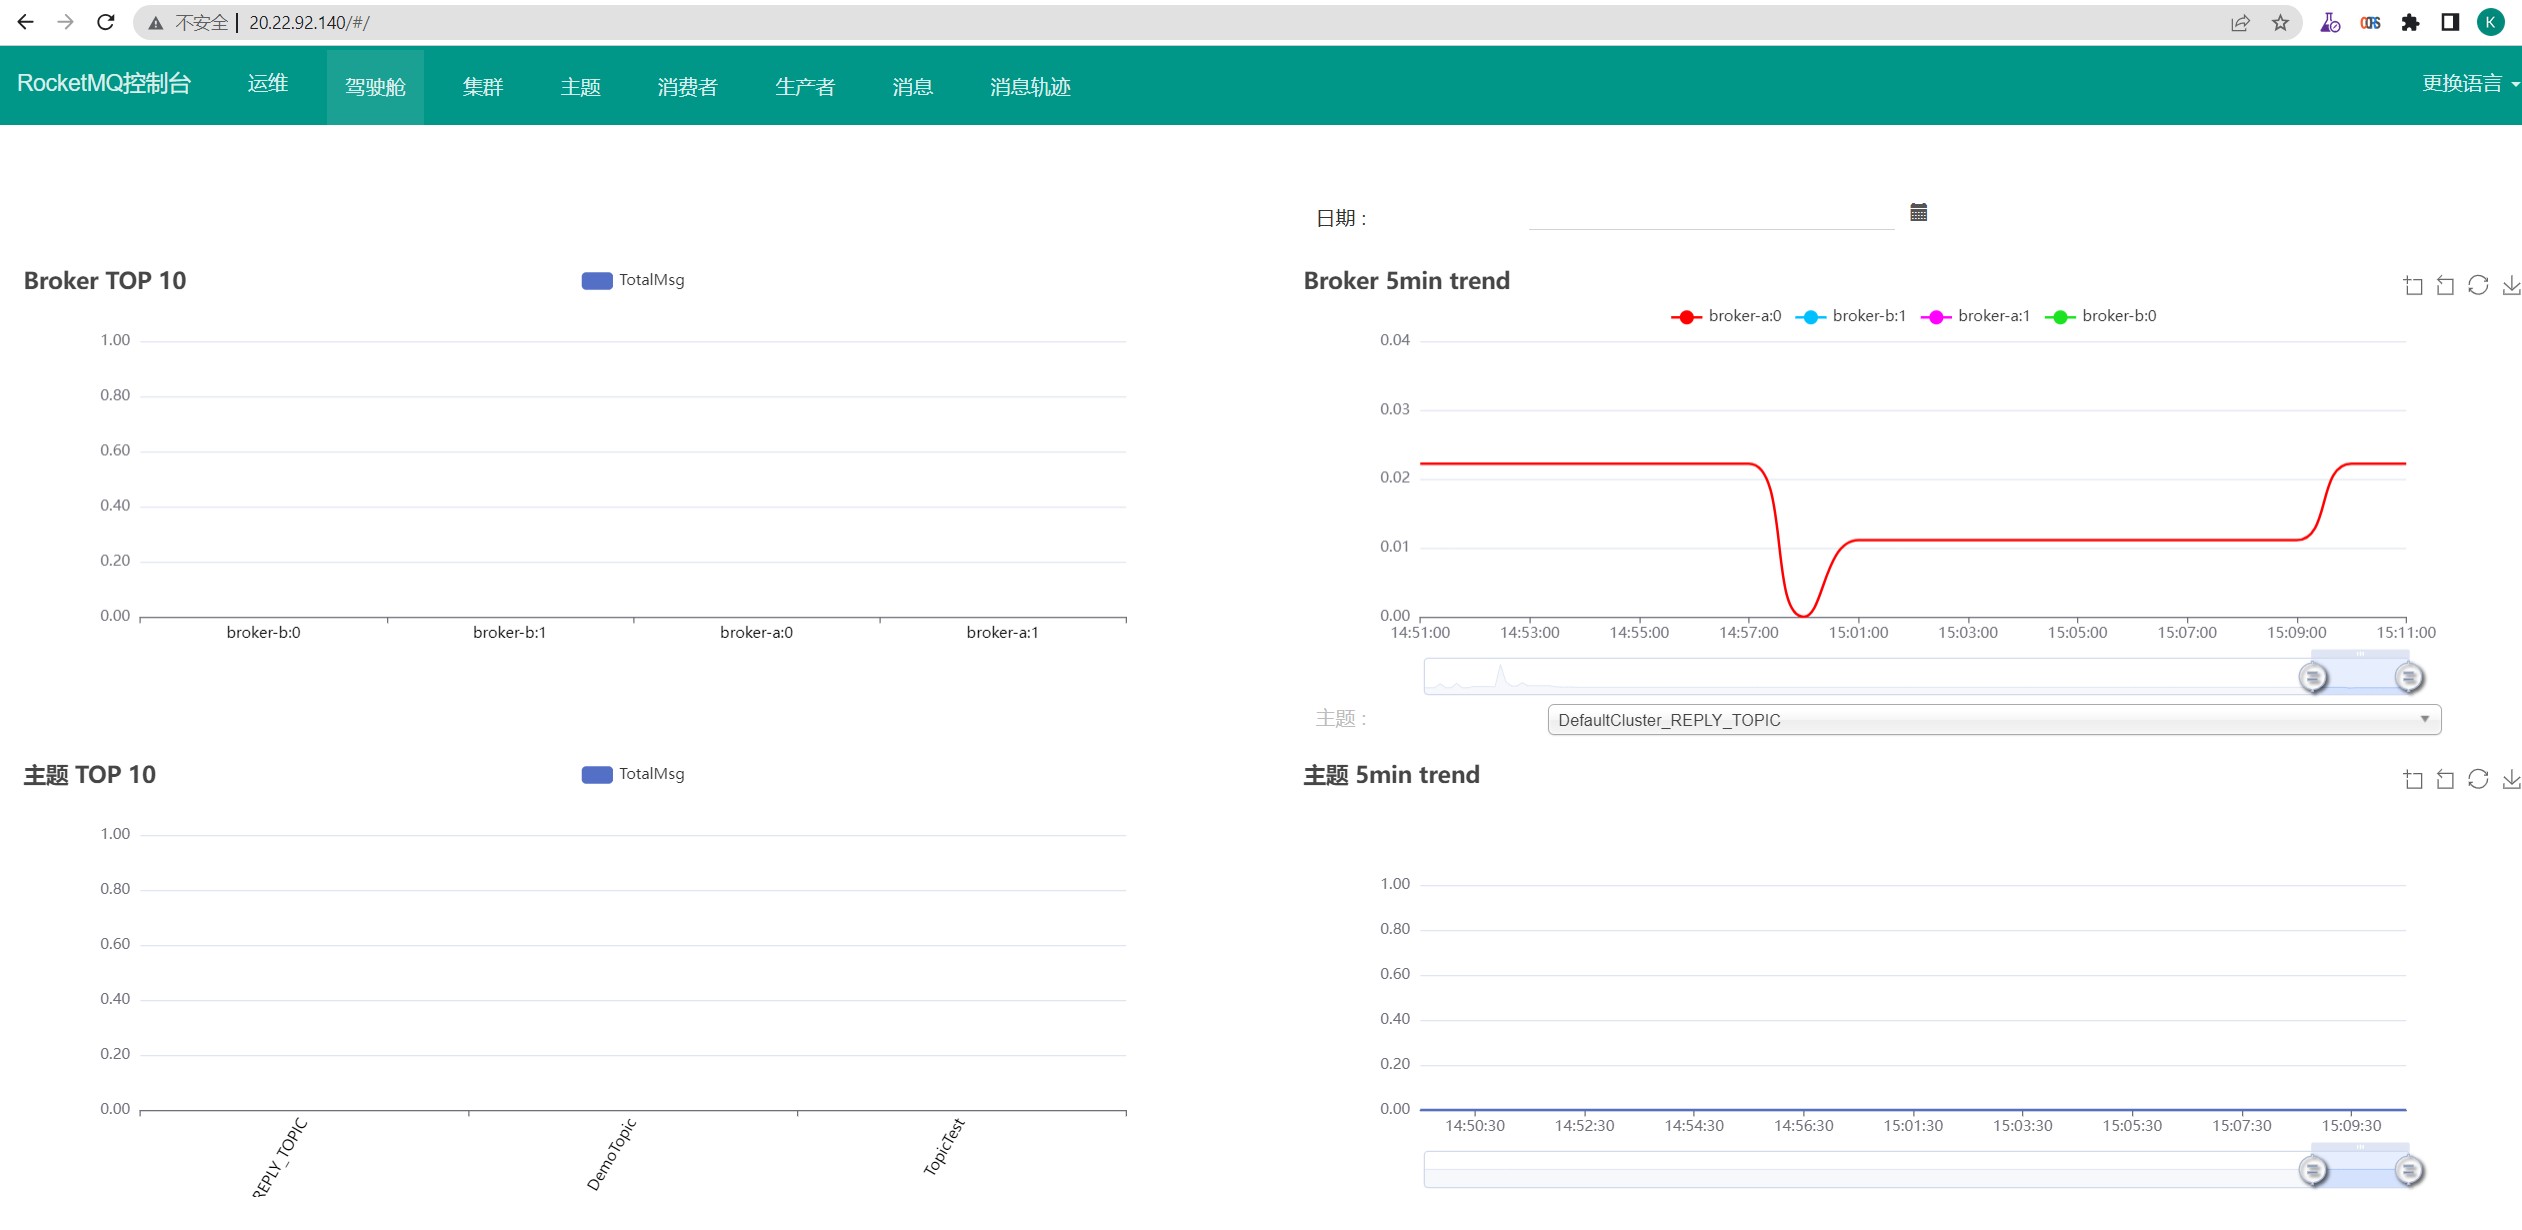 不安全 | 20.22.92.140/#/
K
RocketMQ控制台 运维 驾驶舱 集群 主题 消费者 生产者 消息 消息轨迹 更换语言
日期 :
Broker TOP 10
TotalMsg
1.00
0.80
0.60
0.40
0.20
0.00
broker-b:0 broker-b:1 broker-a:0 broker-a:1
Broker 5min trend
broker-a:0 broker-b:1 broker-a:1 broker-b:0
0.04
0.03
0.02
0.01
0.00
14:51:00 14:53:00 14:55:00 14:57:00 15:01:00 15:03:00 15:05:00 15:07:00 15:09:00 15:11:00
主题 :
DefaultCluster_REPLY_TOPIC
主题 TOP 10
TotalMsg
1.00
0.80
0.60
0.40
0.20
0.00
REPLY_TOPIC DemoTopic TopicTest
主题 5min trend
1.00
0.80
0.60
0.40
0.20
0.00
14:50:30 14:52:30 14:54:30 14:56:30 15:01:30 15:03:30 15:05:30 15:07:30 15:09:30